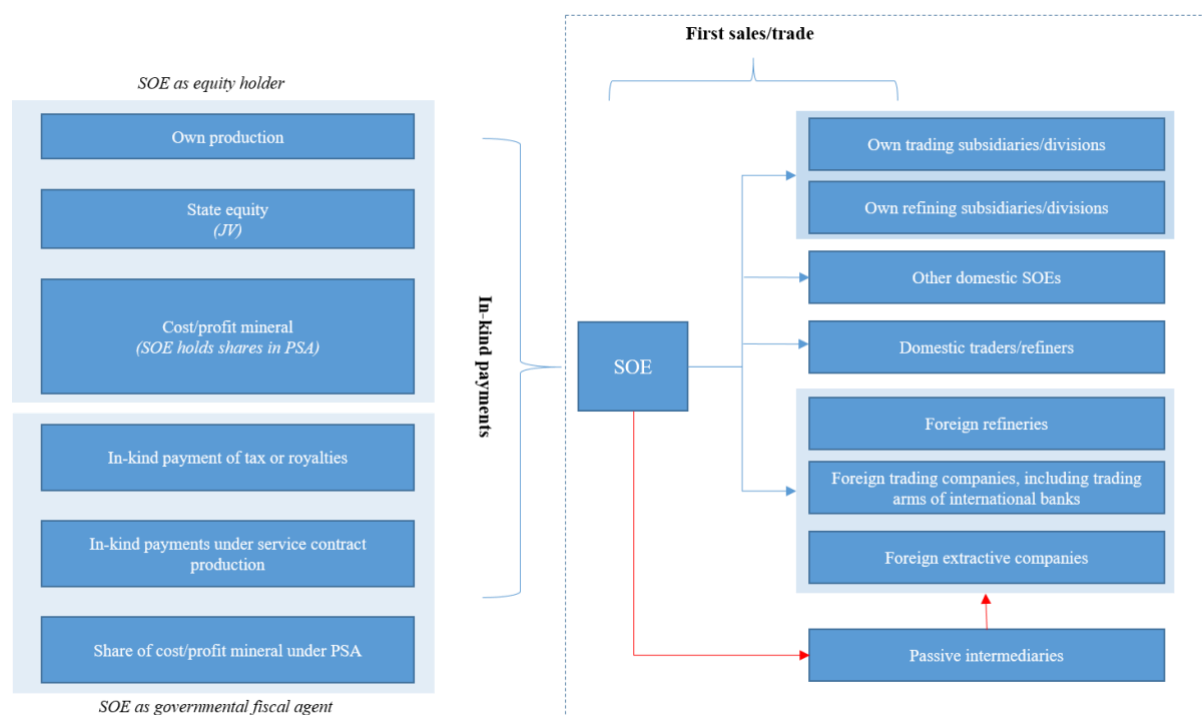 SOE as equity holder
Own production
State equity
(JV)
Cost/profit mineral
(SOE holds shares in PSA)
In-kind payment of tax or royalties
In-kind payments under service contract
production
Share of cost/profit mineral under PSA
SOE as governmental fiscal agent
In-kind payments
First sales/trade
SOE
Own trading subsidiaries/divisions
Own refining subsidiaries/divisions
Other domestic SOEs
Domestic traders/refiners
Foreign refineries
Foreign trading companies, including trading
arms of international banks
Foreign extractive companies
Passive intermediaries